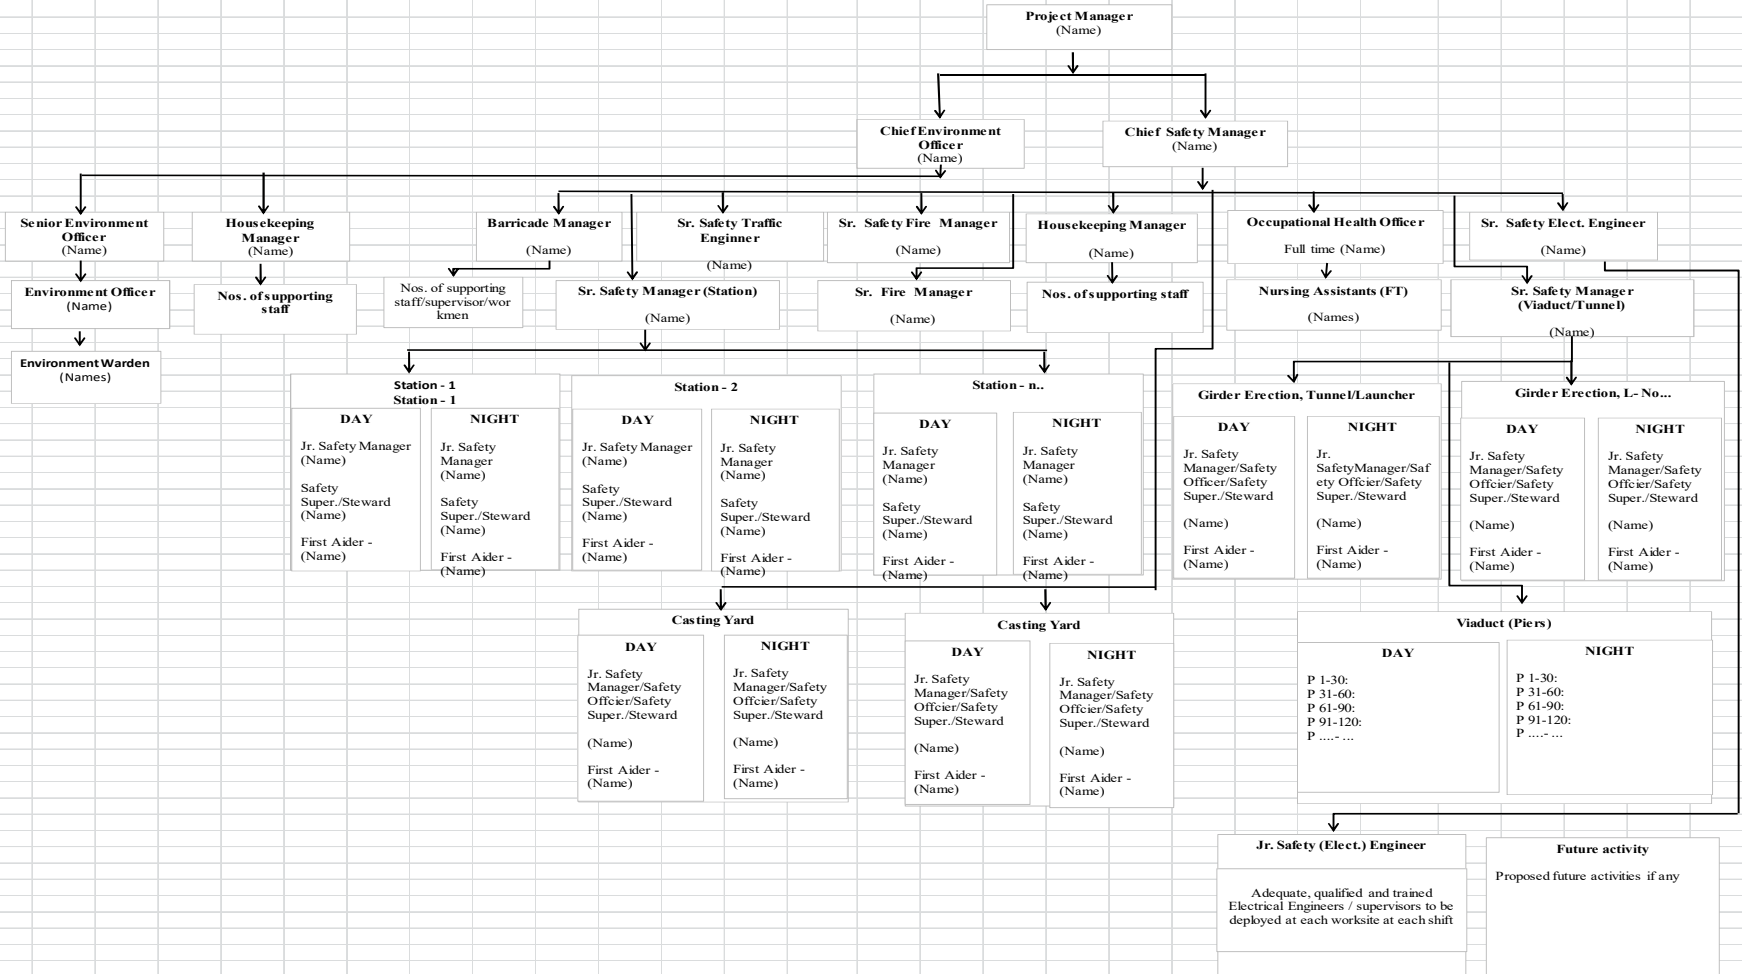 Project Manager
(Name)
Chief Environment
Officer
(Name)
Chief Safety Manager
(Name)
Senior Environment
Officer
(Name)
Housekeeping
Manager
(Name)
Barricade Manager
(Name)
Sr. Safety Traffic
Enginner
(Name)
Sr. Safety Fire Manager
(Name)
Housekeeping Manager
(Name)
Occupational Health Officer
Full time (Name)
Sr. Safety Elect. Engineer
(Name)
Environment Officer
(Name)
Nos. of supporting
staff
Nos. of supporting
staff/supervisor/wor
kmen
Sr. Safety Manager (Station)
(Name)
Sr. Fire Manager
(Name)
Nos. of supporting staff
Nursing Assistants (FT)
(Names)
Sr. Safety Manager
(Viaduct/Tunnel)
(Name)
Environment Warden
(Names)
Station - 1
Station - 1
DAY
Jr. Safety Manager
(Name)
Safety
Super./Steward
(Name)
First Aider -
(Name)
NIGHT
Jr. Safety
Manager
(Name)
Safety
Super./Steward
(Name)
First Aider -
(Name)
Station - 2
DAY
Jr. Safety Manager
(Name)
Safety
Super./Steward
(Name)
First Aider -
(Name)
NIGHT
Jr. Safety
Manager
(Name)
Safety
Super./Steward
(Name)
First Aider -
(Name)
Station - n..
DAY
Jr. Safety
Manager
(Name)
Safety
Super./Steward
(Name)
First Aider -
(Name)
NIGHT
Jr. Safety
Manager
(Name)
Safety
Super./Steward
(Name)
First Aider -
(Name)
Girder Erection, Tunnel/Launcher
DAY
Jr. Safety
Manager/Safety
Officer/Safety
Super./Steward
(Name)
First Aider -
(Name)
NIGHT
Jr.
SafetyManager/Saf
ety Offcier/Safety
Super./Steward
(Name)
First Aider -
(Name)
Girder Erection, L- No...
DAY
Jr. Safety
Manager/Safety
Offcier/Safety
Super./Steward
(Name)
First Aider -
(Name)
NIGHT
Jr. Safety
Manager/Safety
Offcier/Safety
Super./Steward
(Name)
First Aider -
(Name)
Casting Yard
DAY
Jr. Safety
Manager/Safety
Offcier/Safety
Super./Steward
(Name)
First Aider -
(Name)
NIGHT
Jr. Safety
Manager/Safety
Offcier/Safety
Super./Steward
(Name)
First Aider -
(Name)
Casting Yard
DAY
Jr. Safety
Manager/Safety
Offcier/Safety
Super./Steward
(Name)
First Aider -
(Name)
NIGHT
Jr. Safety
Manager/Safety
Offcier/Safety
Super./Steward
(Name)
First Aider -
(Name)
Viaduct (Piers)
DAY
P 1-30:
P 31-60:
P 61-90:
P 91-120:
P ....- ...
NIGHT
P 1-30:
P 31-60:
P 61-90:
P 91-120:
P ....- ...
Jr. Safety (Elect.) Engineer
Adequate, qualified and trained
Electrical Engineers / supervisors to be
deployed at each worksite at each shift
Future activity
Proposed future activities if any